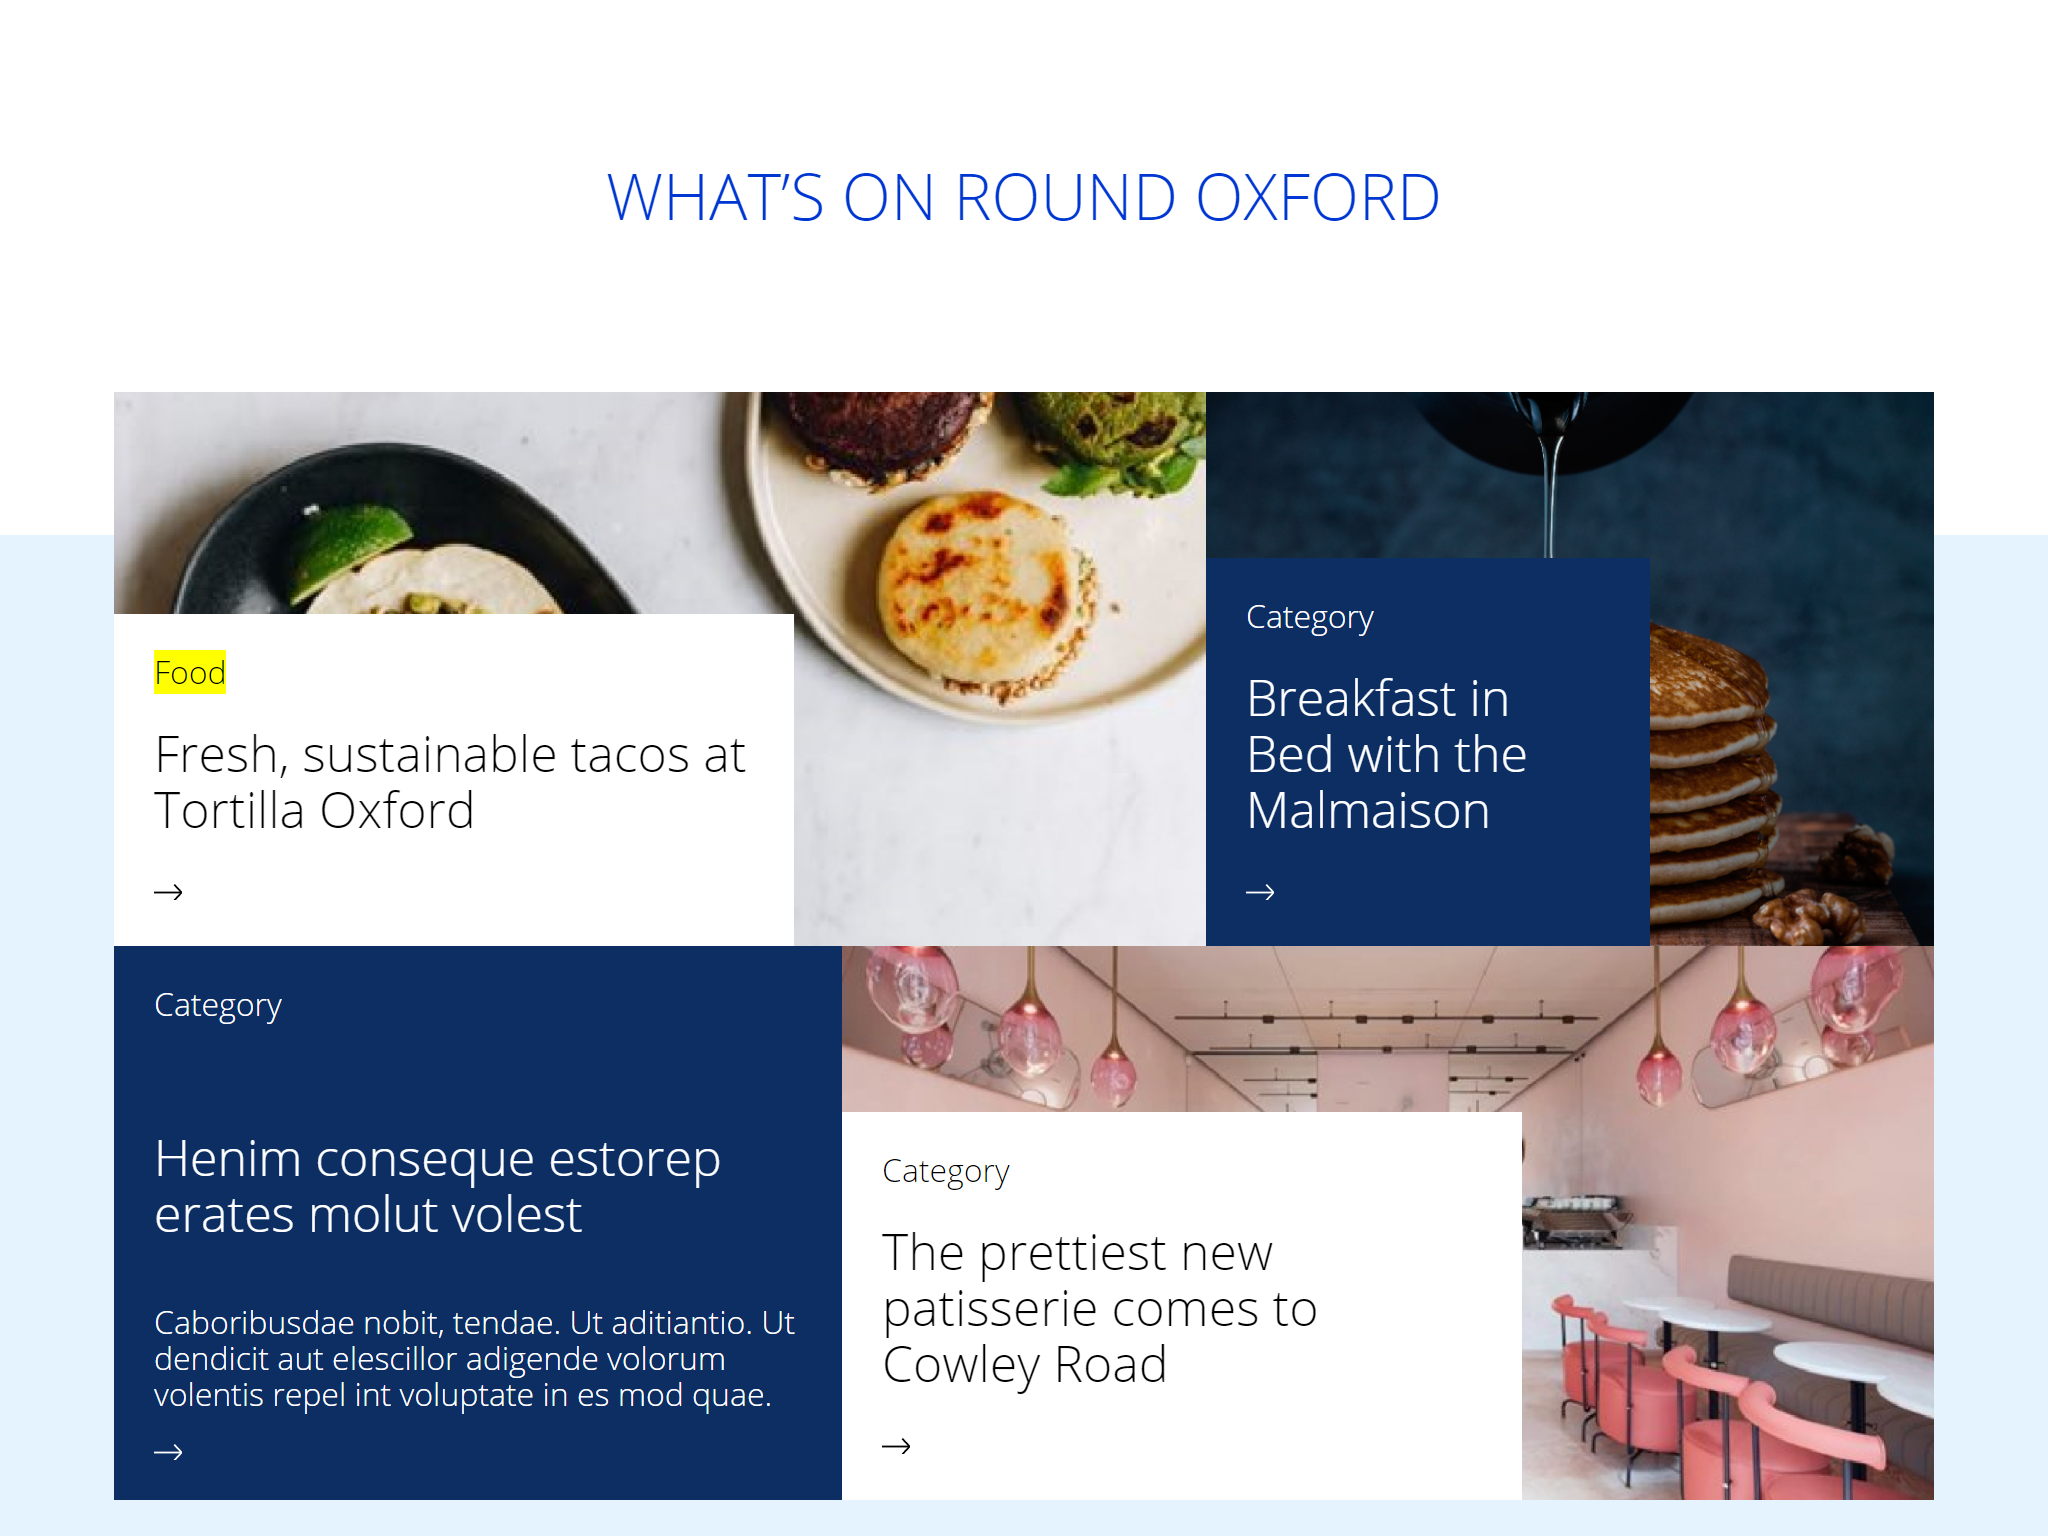 WHAT’S ON ROUND OXFORD
Food
Fresh, sustainable tacos at
Tortilla Oxford
→
Category
Breakfast in
Bed with the
Malmaison
→
Category
Henim conseque estorep
erates molut volest
Caboribusdae nobit, tendae. Ut aditiantio. Ut
dendicit aut elescillor adigende volorum
volentis repel int voluptate in es mod quae.
→
Category
The prettiest new
patisserie comes to
Cowley Road
→